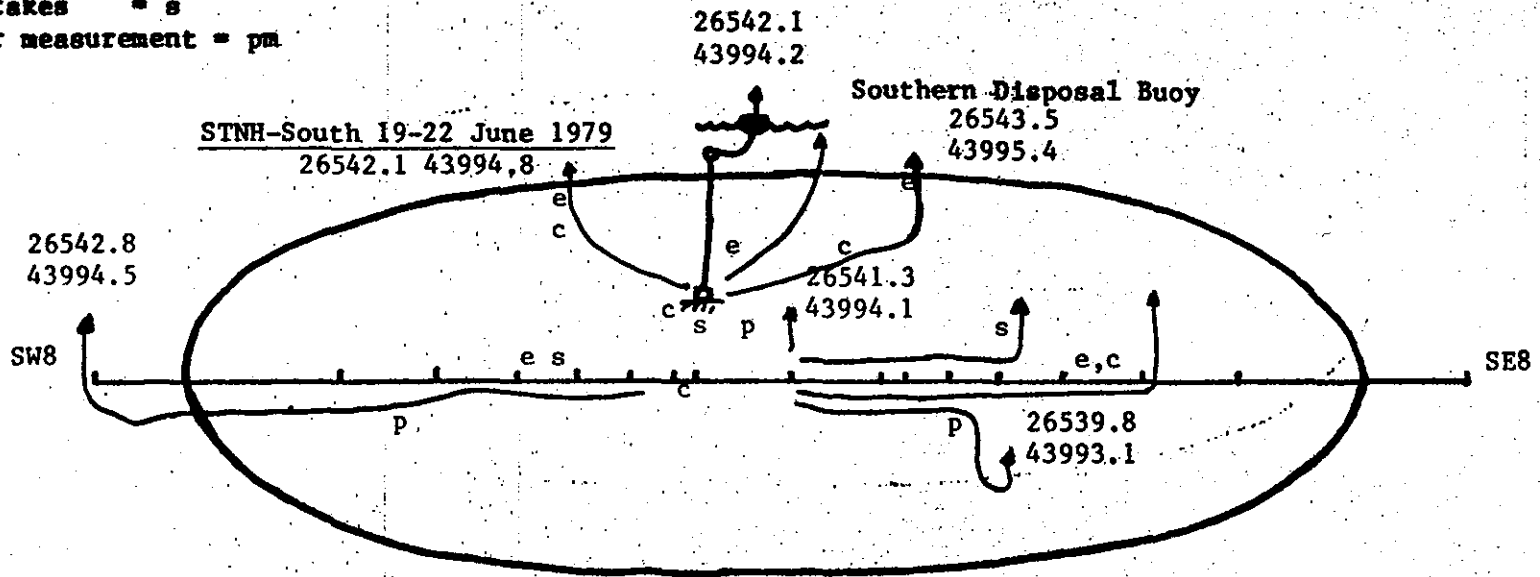 = s
measurement = pm
26542.1
43994.2
Southern Disposal Buoy
26543.5
43995.4
STNH-South 19-22 June 1979
26542.1 43994,8
e
e
c
26542.8
43994.5
e
c
26541.3
43994.1
c
s
p
s
SW8
e s
e,c
SE8
c
p
p
26539.8
43993.1